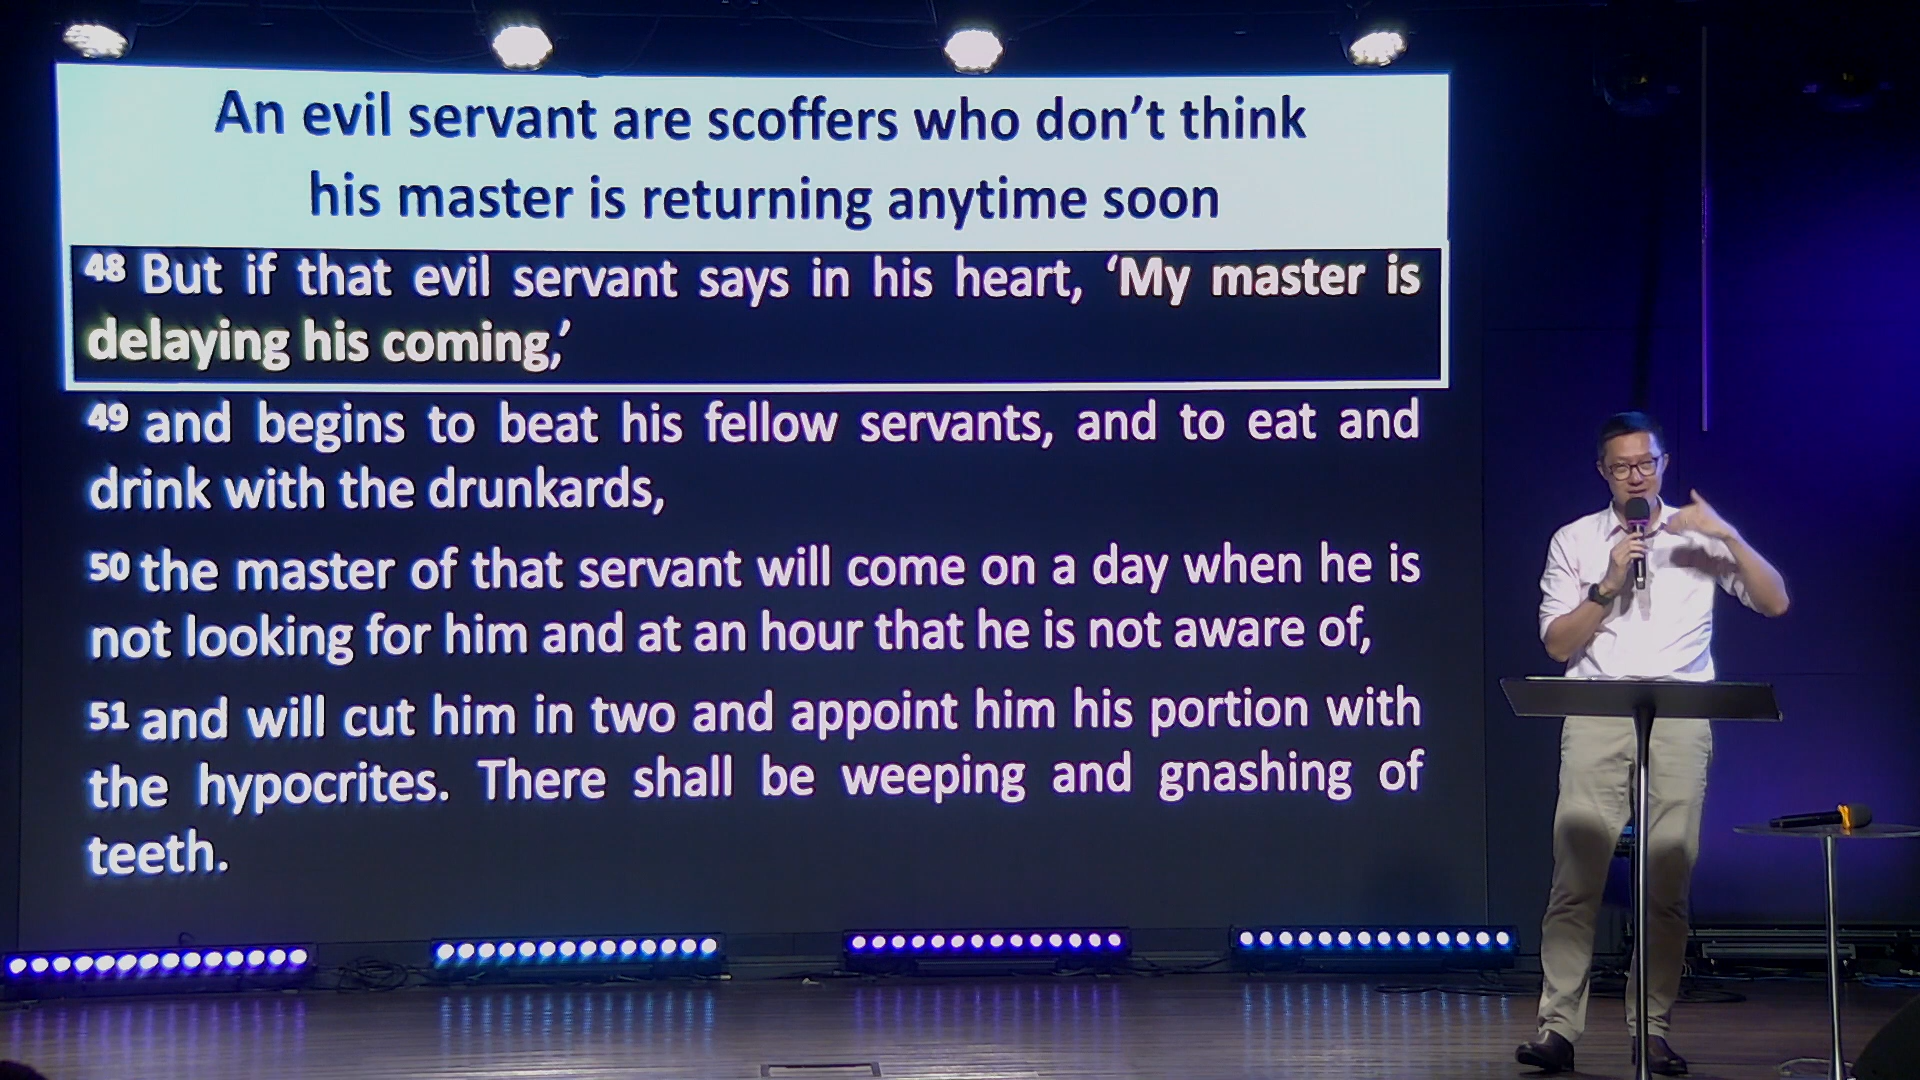 An evil servant are scoffers who don’t think
his master is returning anytime soon
48 But if that evil servant says in his heart, ‘My master is
delaying his coming,’
49 and begins to beat his fellow servants, and to eat and
drink with the drunkards,
50 the master of that servant will come on a day when he is
not looking for him and at an hour that he is not aware of,
51 and will cut him in two and appoint him his portion with
the hypocrites. There shall be weeping and gnashing of
teeth.